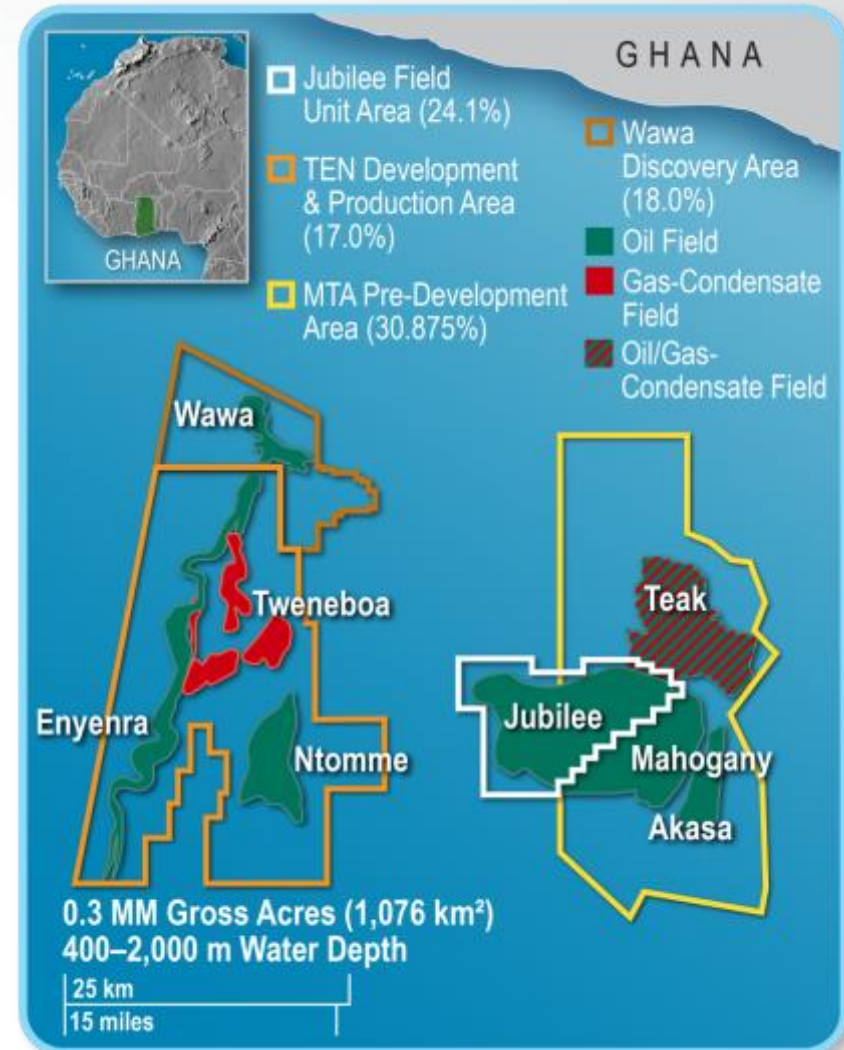 GHANA
GHANA
Jubilee Field
Unit Area (24.1%)
TEN Development
& Production Area
(17.0%)
MTA Pre-Development
Area (30.875%)
Wawa
Discovery Area
(18.0%)
Oil Field
Gas-Condensate
Field
Oil/Gas-
Condensate Field
Wawa
Tweneboa
Enyenra
Ntomme
Teak
Jubilee
Mahogany
Akasa
0.3 MM Gross Acres (1,076 km²)
400–2,000 m Water Depth
25 km
15 miles